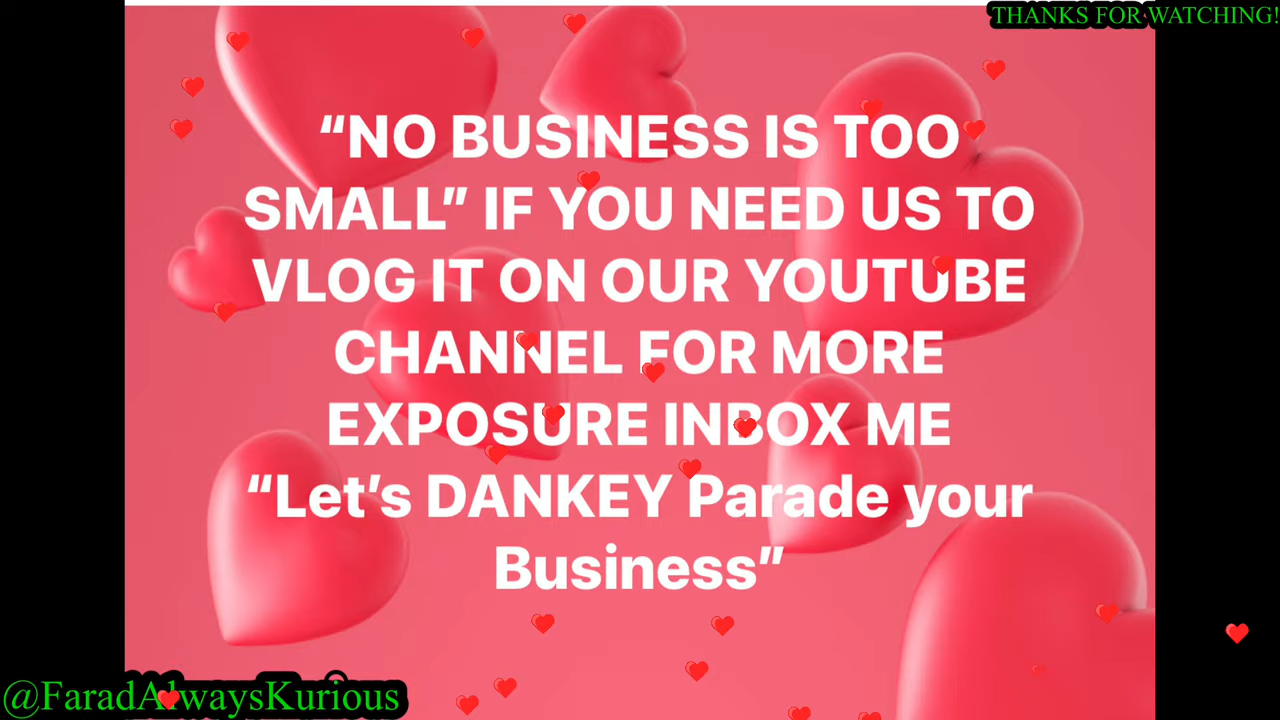 THANKS FOR WATCHING!
“NO BUSINESS IS TOO
SMALL” IF YOU NEED US TO
VLOG IT ON OUR YOUTUBE
CHANNEL FOR MORE
EXPOSURE INBOX ME
“Let’s DANKEY Parade your
Business”
@FaradAlwaysKurious